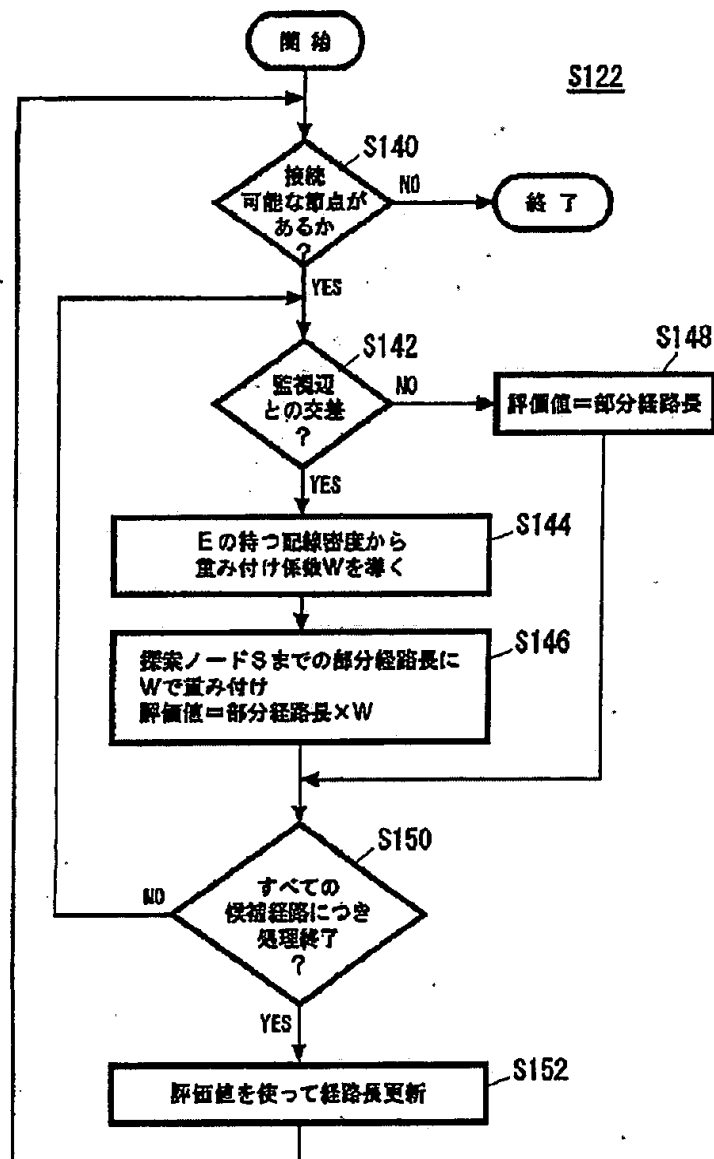 開始
S122
S140
接続
可能な節点が
あるか
?
NO
終了
YES
S142
監視辺
との交差
?
NO
S148
評価値=部分経路長
YES
S144
Eの持つ配線密度から
重み付け係数Wを導く
S146
探索ノードSまでの部分経路長に
Wで重み付け
評価値=部分経路長×W
S150
すべての
候補経路につき
処理終了
?
NO
YES
S152
評価値を使って経路長更新